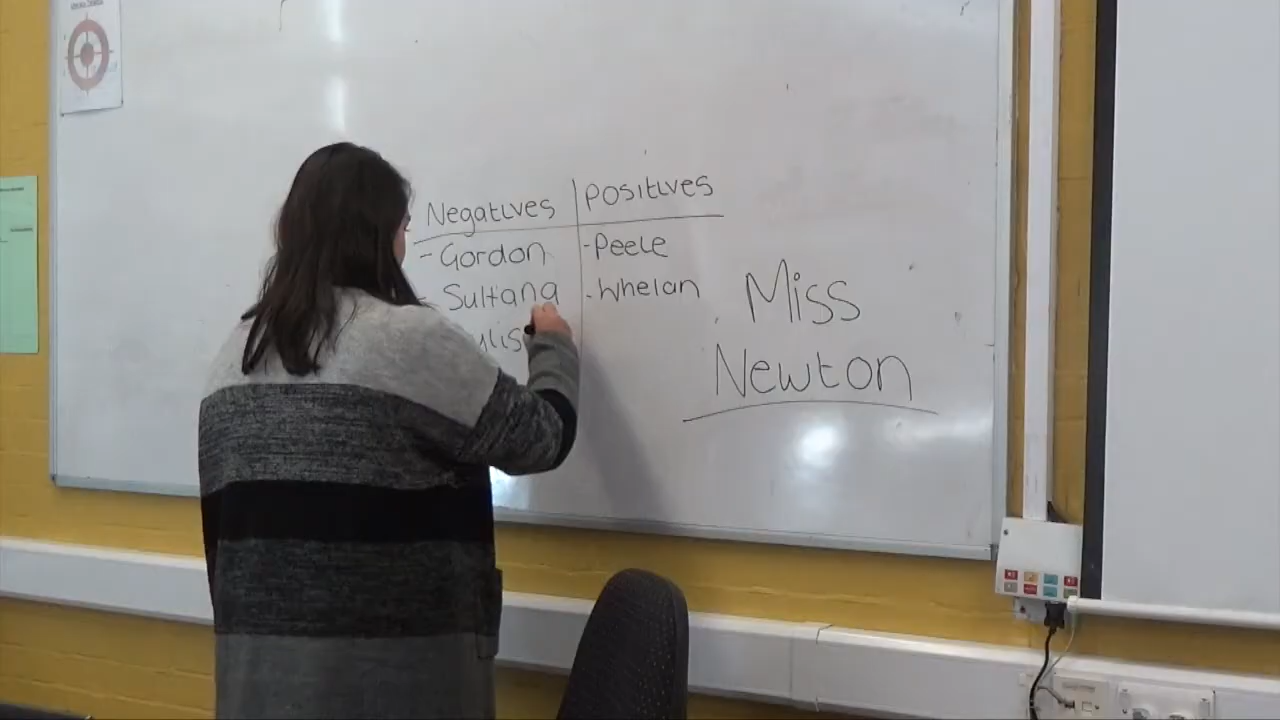 Negatives
Positives
- Gordon
- Peele
- Sultana
- Whelan
Miss
Newton